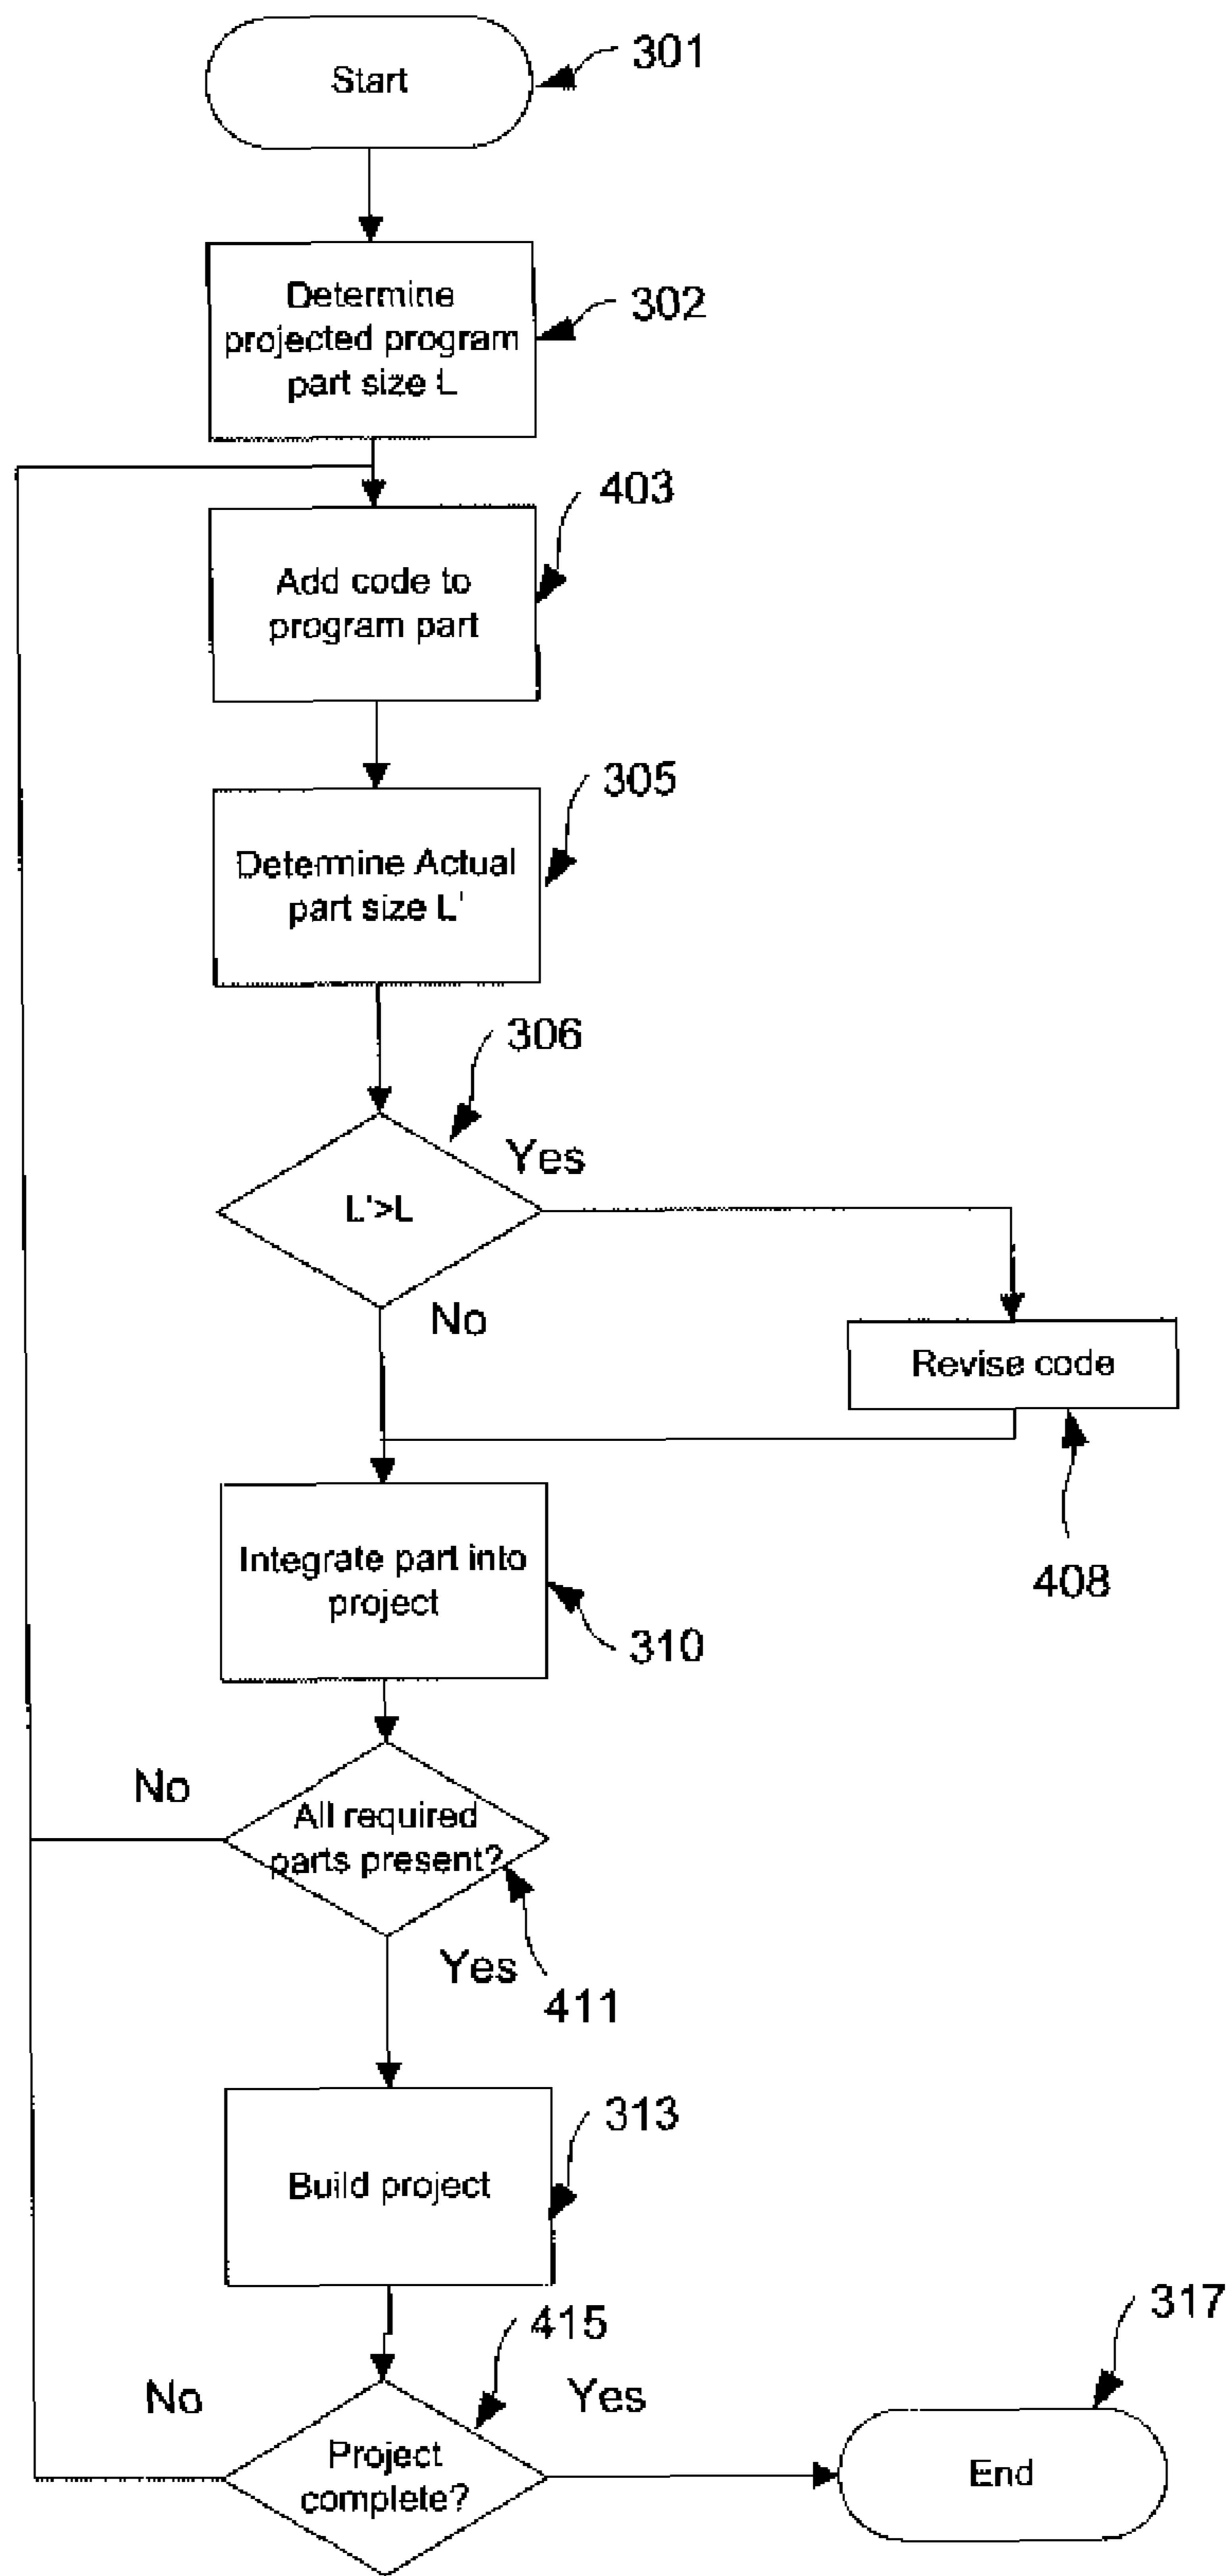 Start
301
Determine
projected program
part size L
302
403
Add code to
program part
305
Determine Actual
part size L'
306
Yes
L'>L
No
Revise code
408
Integrate part into
project
310
No
All required
parts present?
Yes
411
313
Build project
415
317
No
Yes
Project
complete?
End